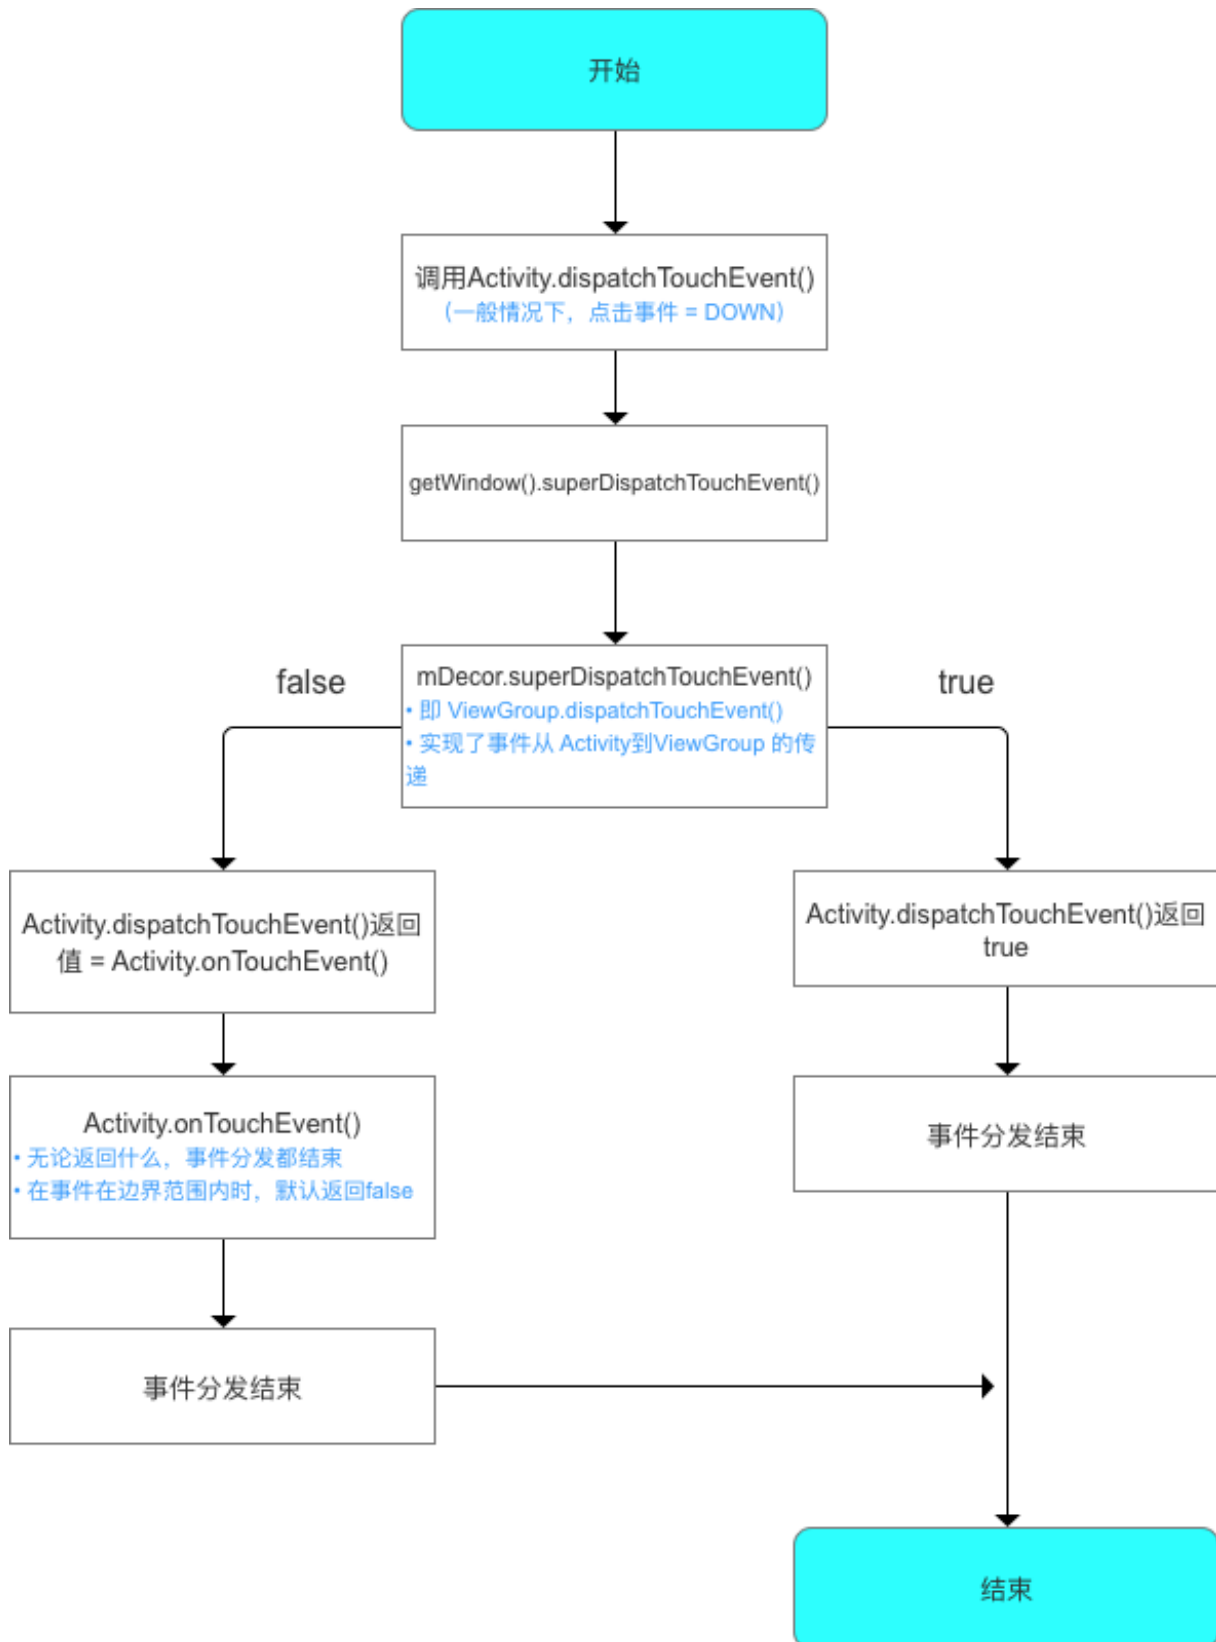 开始
调用Activity.dispatchTouchEvent()
（一般情况下，点击事件 = DOWN）
getWindow().superDispatchTouchEvent()
false
mDecor.superDispatchTouchEvent()
• 即 ViewGroup.dispatchTouchEvent()
• 实现了事件从 Activity到ViewGroup 的传
递
true
Activity.dispatchTouchEvent()返回
值 = Activity.onTouchEvent()
Activity.dispatchTouchEvent()返回
true
Activity.onTouchEvent()
• 无论返回什么，事件分发都结束
• 在事件在边界范围内时，默认返回false
事件分发结束
事件分发结束
结束